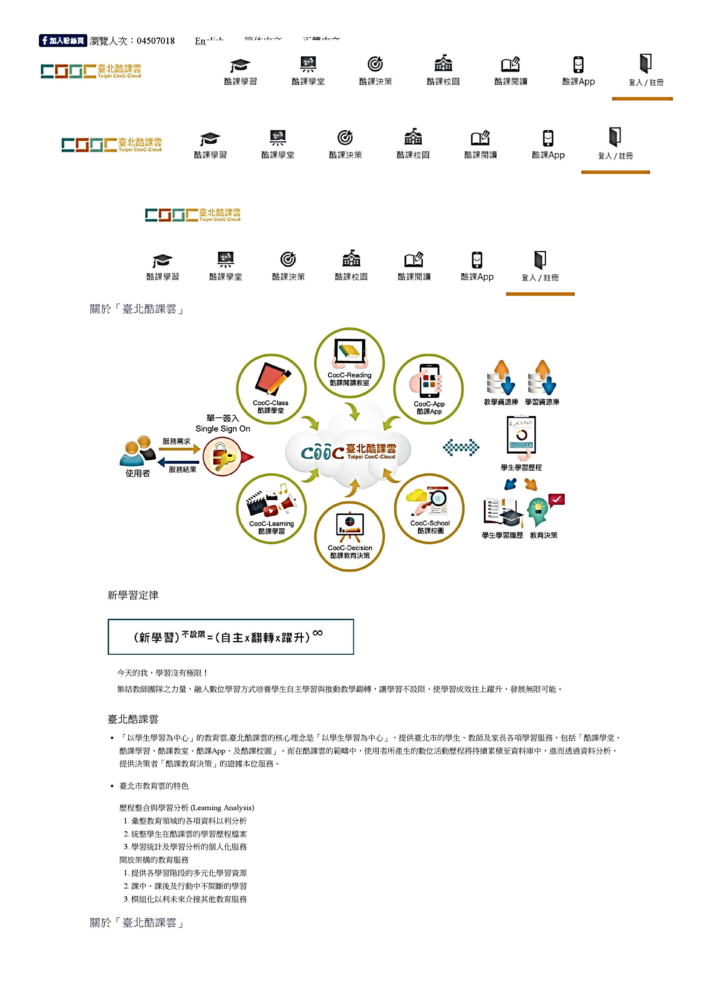 加入粉絲頁 瀏覽人次：04507018 English 简体中文 正體中文
臺北酷課雲
Taipei CooC-Cloud
酷課學習 酷課學堂 酷課決策 酷課校園 酷課閱讀 酷課App 登入 / 註冊
臺北酷課雲
Taipei CooC-Cloud
酷課學習 酷課學堂 酷課決策 酷課校園 酷課閱讀 酷課App 登入 / 註冊
臺北酷課雲
Taipei CooC-Cloud
酷課學習 酷課學堂 酷課決策 酷課校園 酷課閱讀 酷課App 登入 / 註冊
關於「臺北酷課雲」
CooC-Reading
酷課閱讀教室
CooC-Class
酷課學堂
CooC-App
酷課App
教學資源庫 學習資源庫
單一簽入
Single Sign On
服務需求
服務結果
使用者
CooC 臺北酷課雲
Taipei CooC-Cloud
學生學習歷程
CooC-Learning
酷課學習
CooC-School
酷課校園
CooC-Decision
酷課教育決策
學生學習履歷 教育決策
新學習定律
(新學習)不設限=(自主x翻轉x躍升)∞
今天的我，學習沒有極限！
集結教師團隊之力量，融入數位學習方式培養學生自主學習與推動教學翻轉，讓學習不設限，使學習成效往上躍升，發展無限可能。
臺北酷課雲
• 「以學生學習為中心」的教育雲,臺北酷課雲的核心理念是「以學生學習為中心」，提供臺北市的學生、教師及家長各項學習服務，包括「酷課學堂、
酷課學習、酷課教室、酷課App、及酷課校園」。而在酷課雲的範疇中，使用者所產生的數位活動歷程將持續累積至資料庫中，進而透過資料分析，
提供決策者「酷課教育決策」的證據本位服務。
• 臺北市教育雲的特色
歷程整合與學習分析 (Learning Analysis)
1. 彙整教育領域的各項資料以利分析
2. 統整學生在酷課雲的學習歷程檔案
3. 學習統計及學習分析的個人化服務
開放架構的教育服務
1. 提供各學習階段的多元化學習資源
2. 課中、課後及行動中不間斷的學習
3. 模組化以利未來介接其他教育服務
關於「臺北酷課雲」